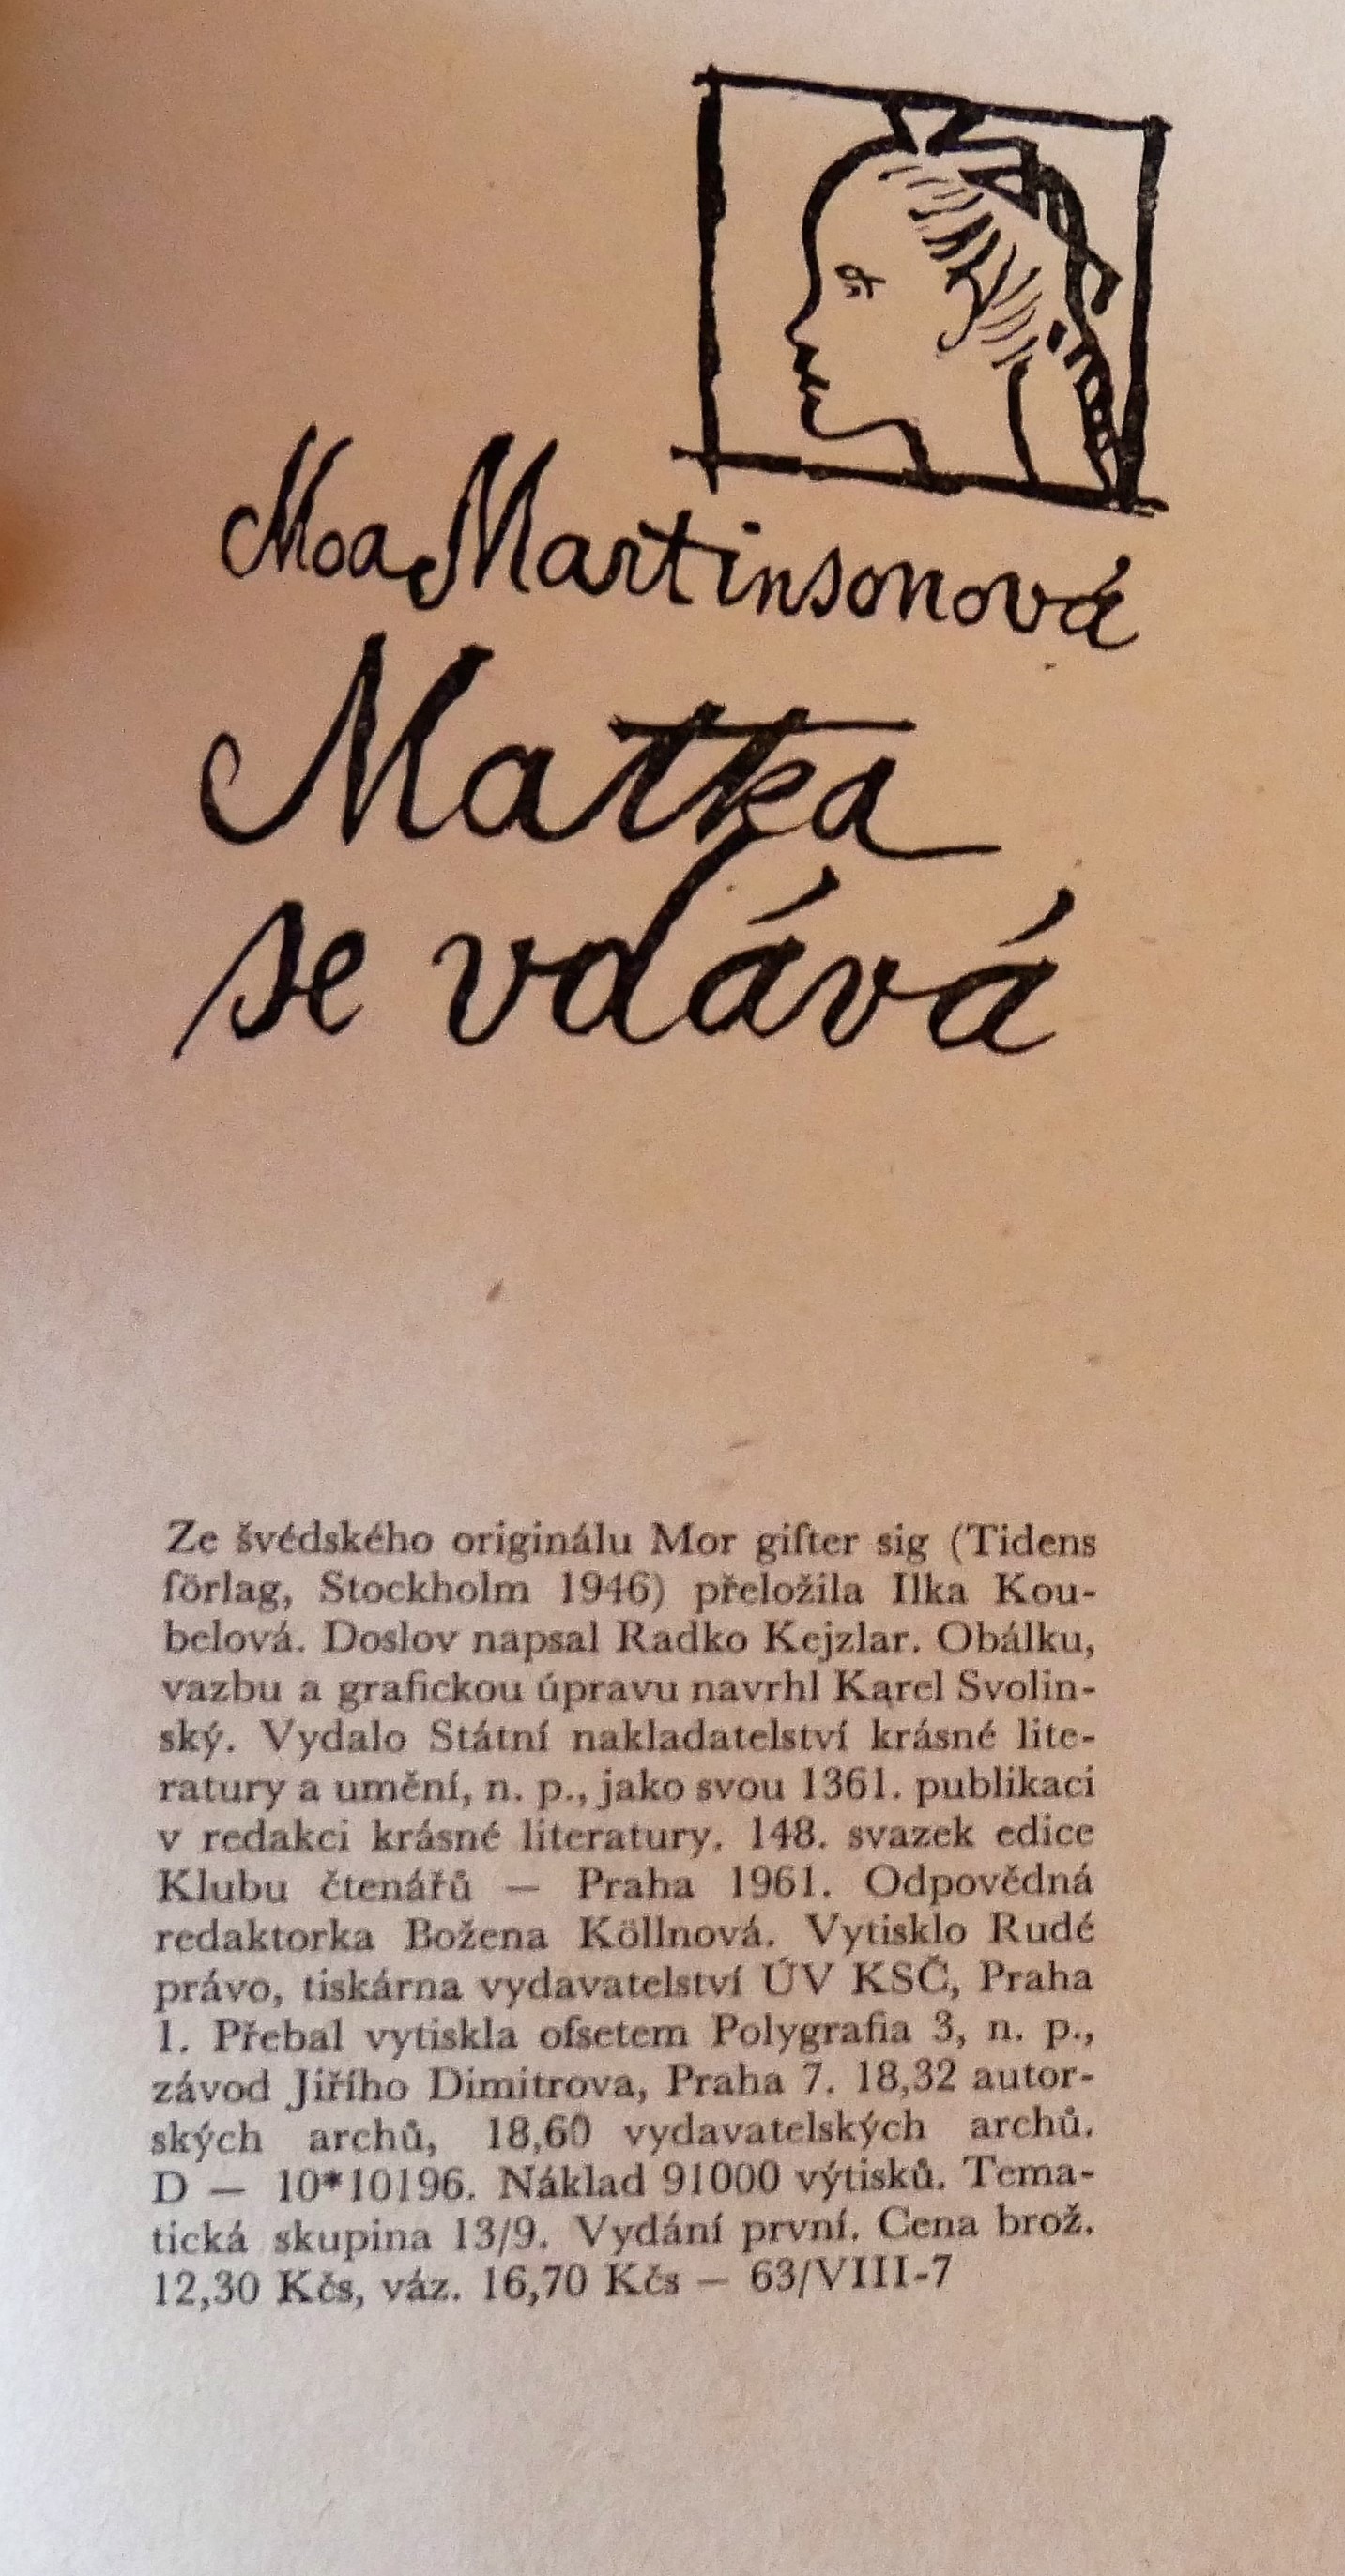 Moa Martinsonová
Matka
se vdává
Ze švédského originálu Mor gifter sig (Tidens
förlag, Stockholm 1946) přeložila Ilka Kou-
belová. Doslov napsal Radko Kejzlar. Obálku,
vazbu a grafickou úpravu navrhl Karel Svolin-
ský. Vydalo Státní nakladatelství krásné lite-
ratury a umění, n. p., jako svou 1361. publikaci
v redakci krásné literatury. 148. svazek edice
Klubu čtenářů — Praha 1961. Odpovědná
redaktorka Božena Köllnová. Vytisklo Rudé
právo, tiskárna vydavatelství ÚV KSČ, Praha
1. Přebal vytiskla ofsetem Polygrafia 3, n. p.,
závod Jiřího Dimitrova, Praha 7. 18,32 autor-
ských archů, 18,60 vydavatelských archů.
D — 10*10196. Náklad 91000 výtisků. Tema-
tická skupina 13/9. Vydání první. Cena brož.
12,30 Kčs, váz. 16,70 Kčs — 63/VIII-7